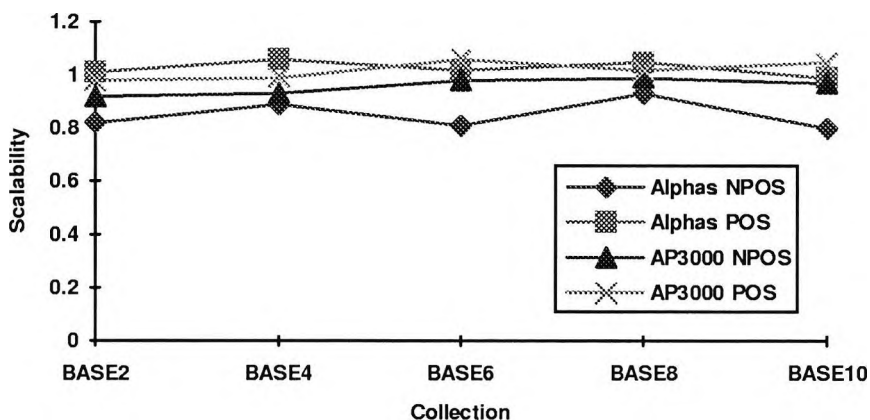 1.2
1
0.8
0.6
0.4
0.2
0
Scalability
BASE2 BASE4 BASE6 BASE8 BASE10
Collection
Alphas NPOS
Alphas POS
AP3000 NPOS
AP3000 POS